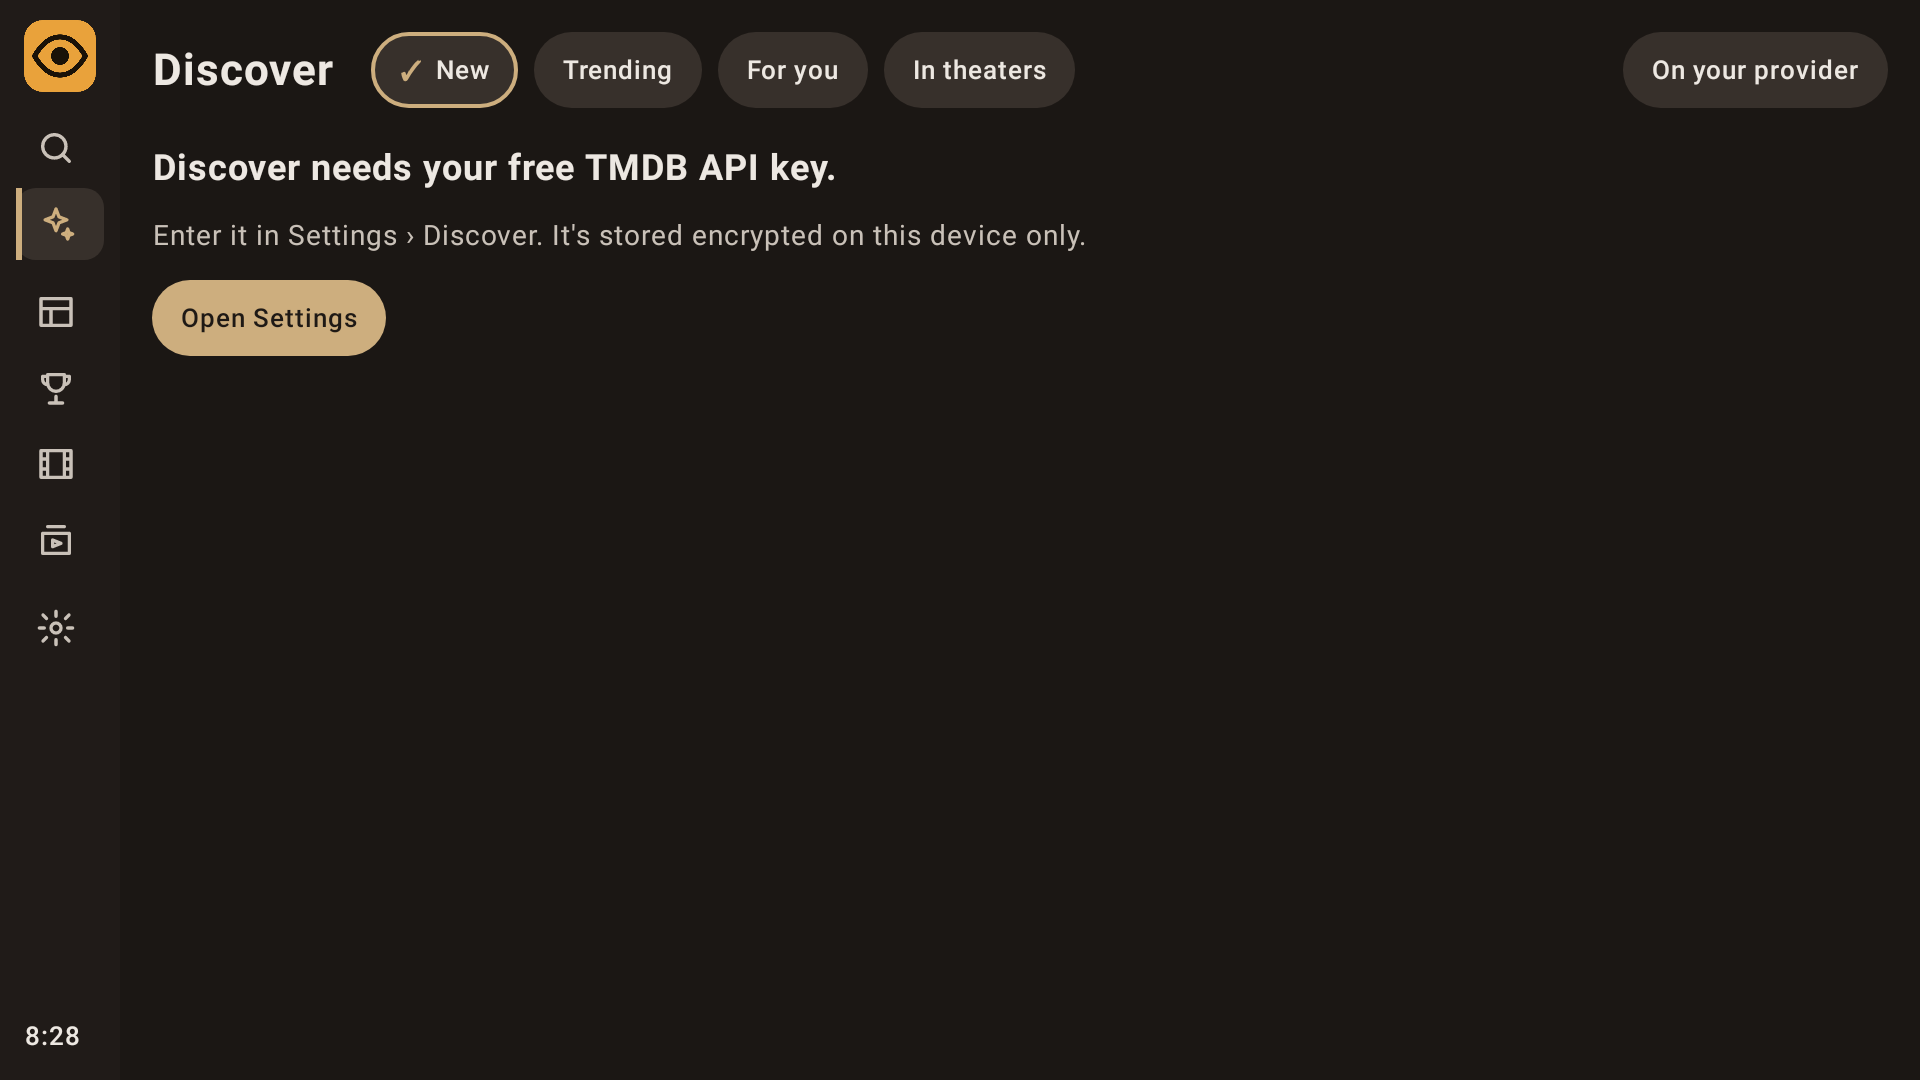 Discover
✓ New
Trending
For you
In theaters
On your provider
Discover needs your free TMDB API key.
Enter it in Settings › Discover. It's stored encrypted on this device only.
Open Settings
8:28